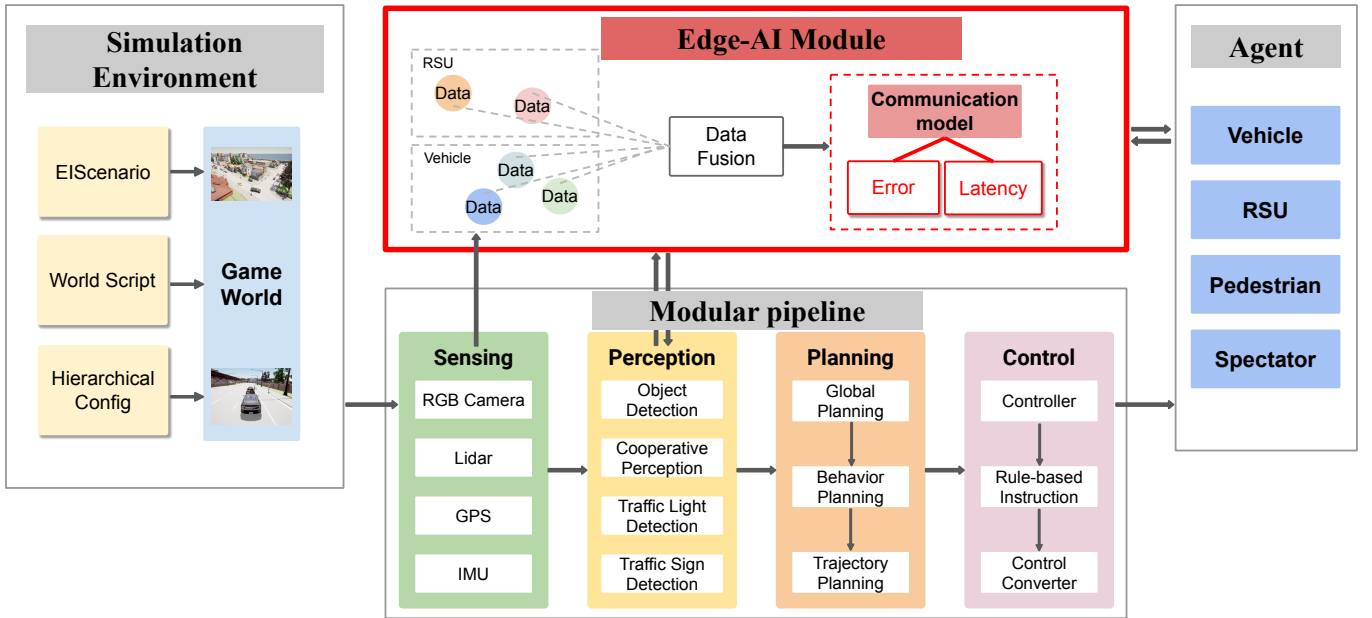 Simulation
Environment
EIScenario
World Script
Game
World
Hierarchical
Config
Edge-AI Module
RSU
Data
Data
Vehicle
Data
Data
Data
Data
Fusion
Communication
model
Error
Latency
Modular pipeline
Sensing
RGB Camera
Lidar
GPS
IMU
Perception
Object
Detection
Cooperative
Perception
Traffic Light
Detection
Traffic Sign
Detection
Planning
Global
Planning
Behavior
Planning
Trajectory
Planning
Control
Controller
Rule-based
Instruction
Control
Converter
Agent
Vehicle
RSU
Pedestrian
Spectator